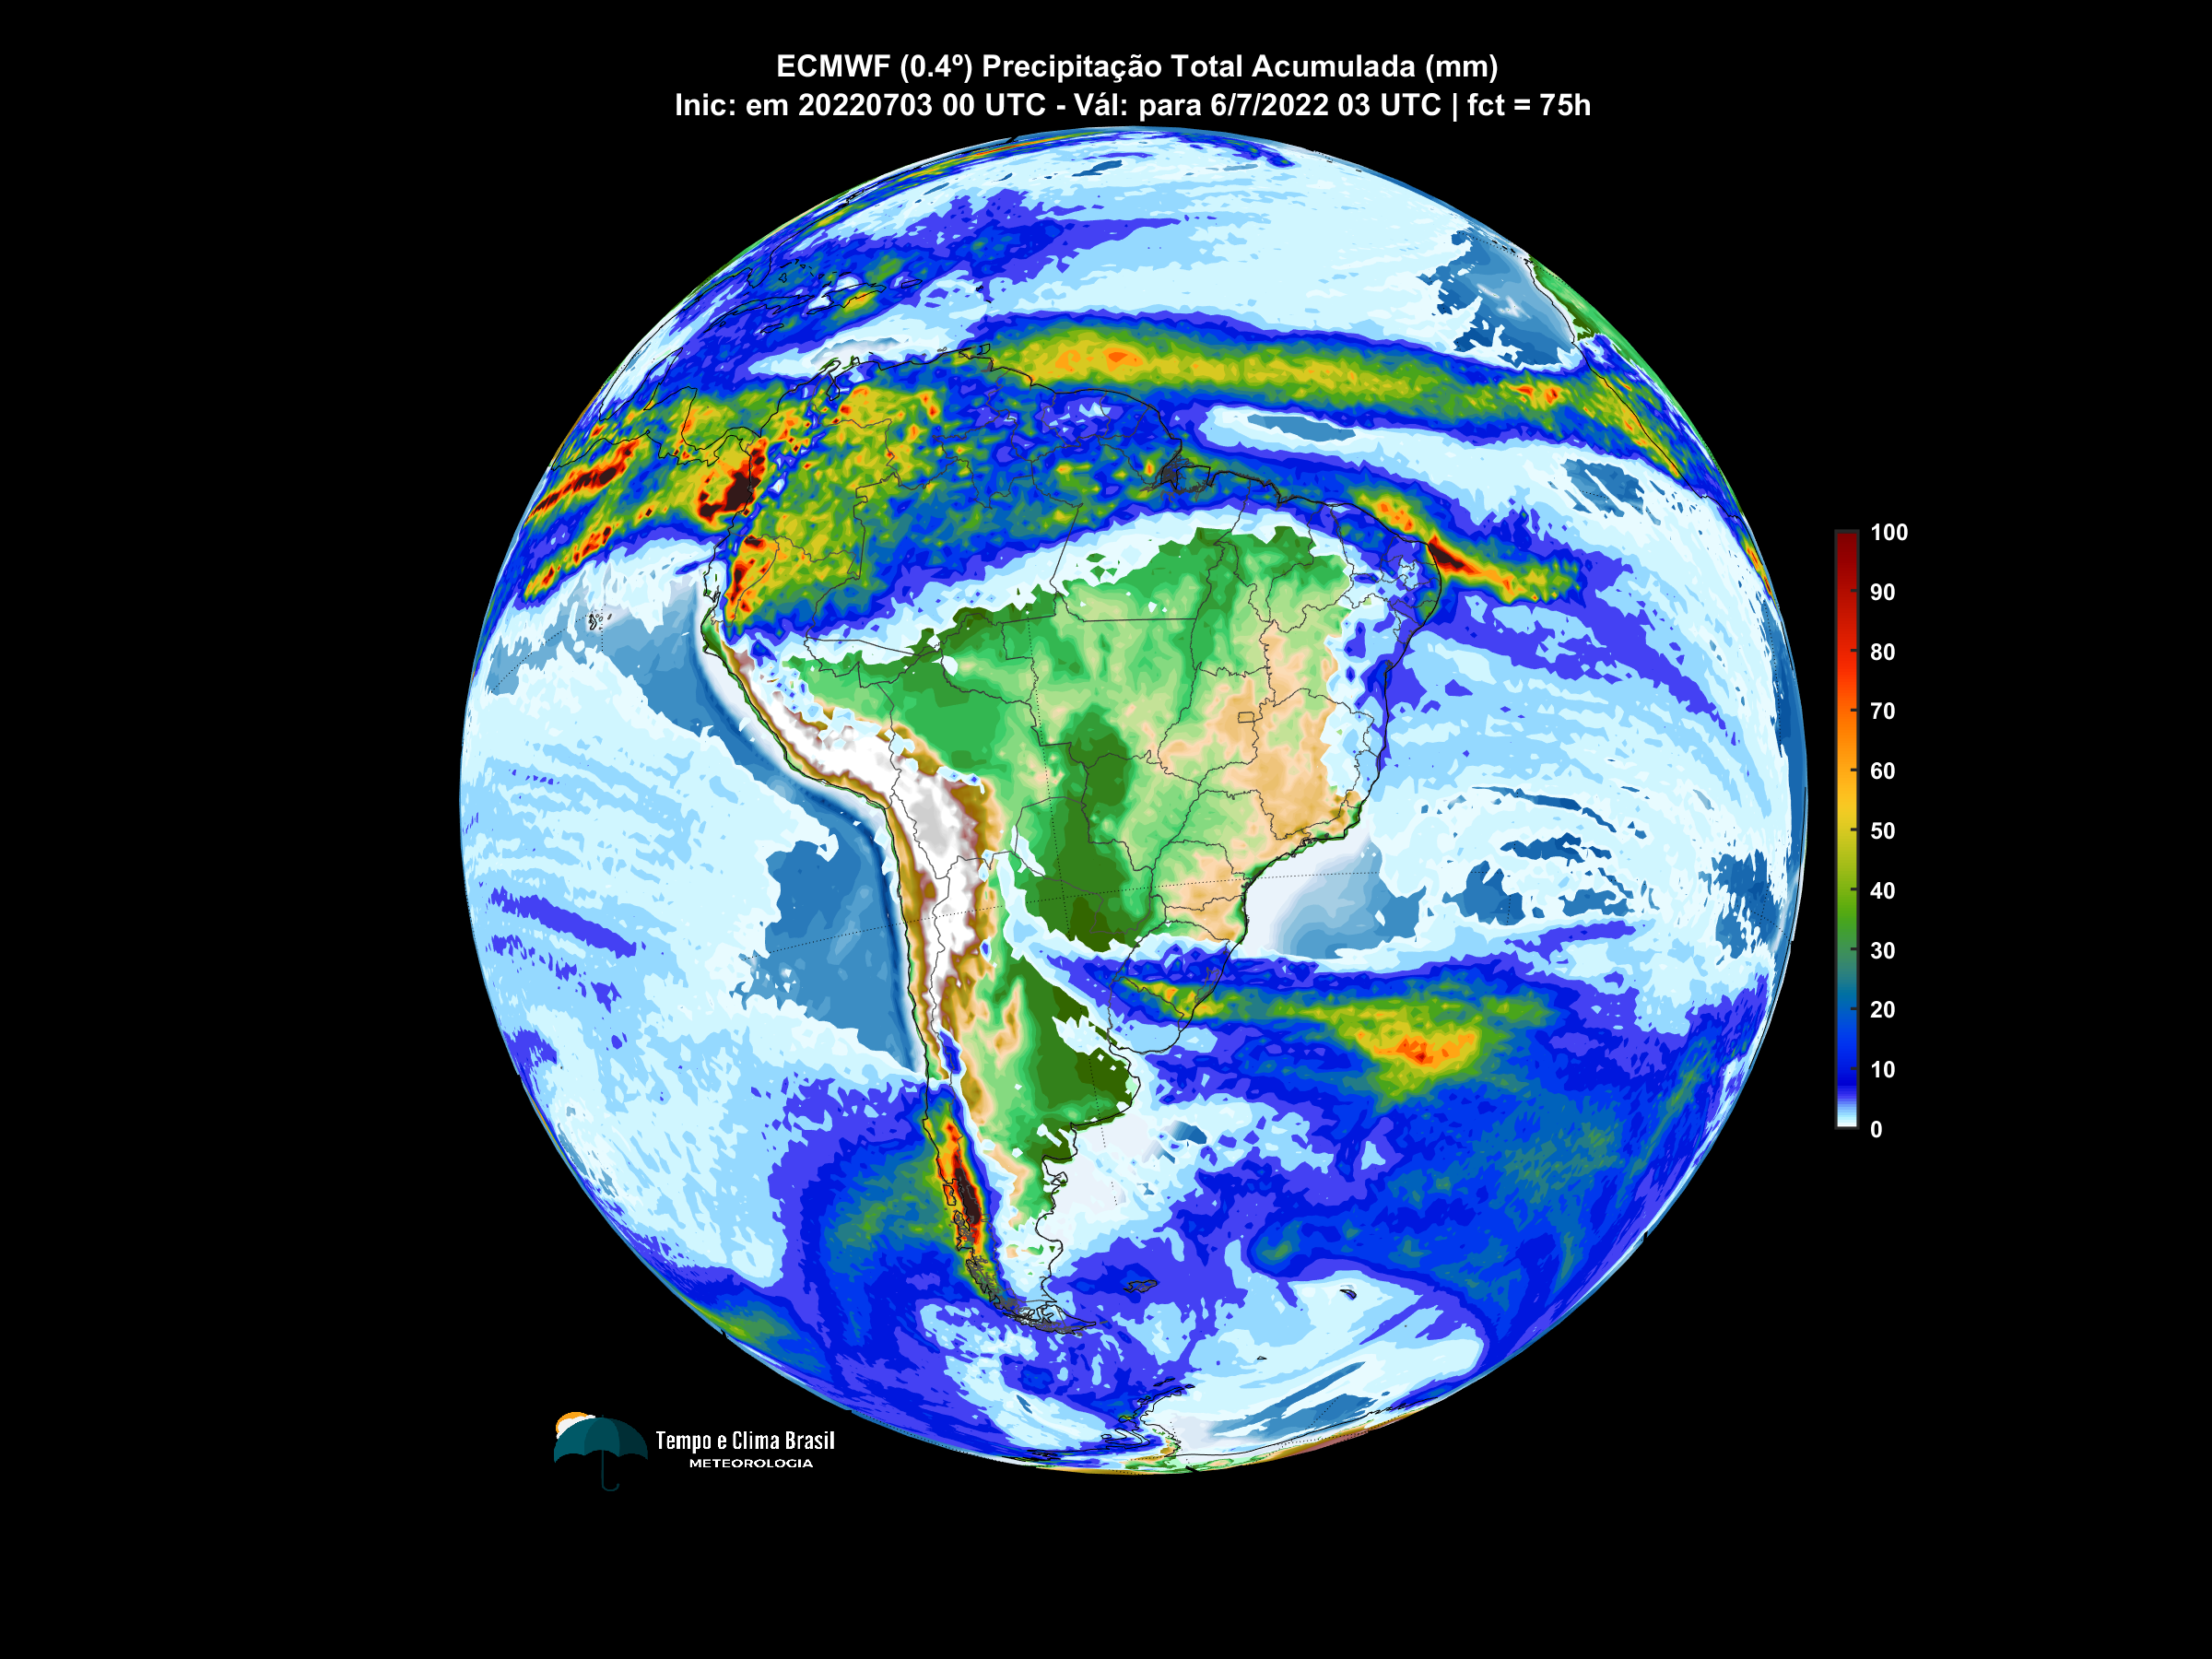 ECMWF (0.4º) Precipitação Total Acumulada (mm)
Inic: em 20220703 00 UTC - Vál: para 6/7/2022 03 UTC | fct = 75h
100
90
80
70
60
50
40
30
20
10
0
Tempo e Clima Brasil
METEOROLOGIA